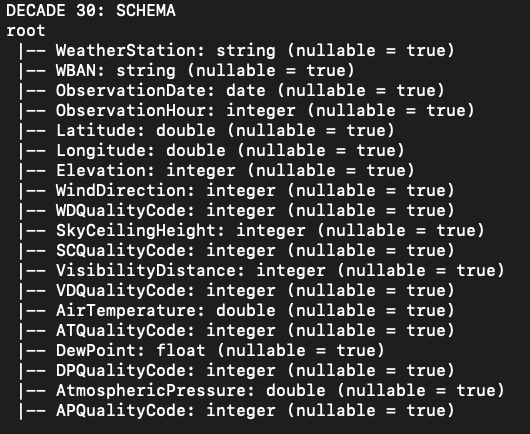 DECADE 30: SCHEMA
root
 |-- WeatherStation: string (nullable = true)
 |-- WBAN: string (nullable = true)
 |-- ObservationDate: date (nullable = true)
 |-- ObservationHour: integer (nullable = true)
 |-- Latitude: double (nullable = true)
 |-- Longitude: double (nullable = true)
 |-- Elevation: integer (nullable = true)
 |-- WindDirection: integer (nullable = true)
 |-- WDQualityCode: integer (nullable = true)
 |-- SkyCeilingHeight: integer (nullable = true)
 |-- SCQualityCode: integer (nullable = true)
 |-- VisibilityDistance: integer (nullable = true)
 |-- VDQualityCode: integer (nullable = true)
 |-- AirTemperature: double (nullable = true)
 |-- ATQualityCode: integer (nullable = true)
 |-- DewPoint: float (nullable = true)
 |-- DPQualityCode: integer (nullable = true)
 |-- AtmosphericPressure: double (nullable = true)
 |-- APQualityCode: integer (nullable = true)